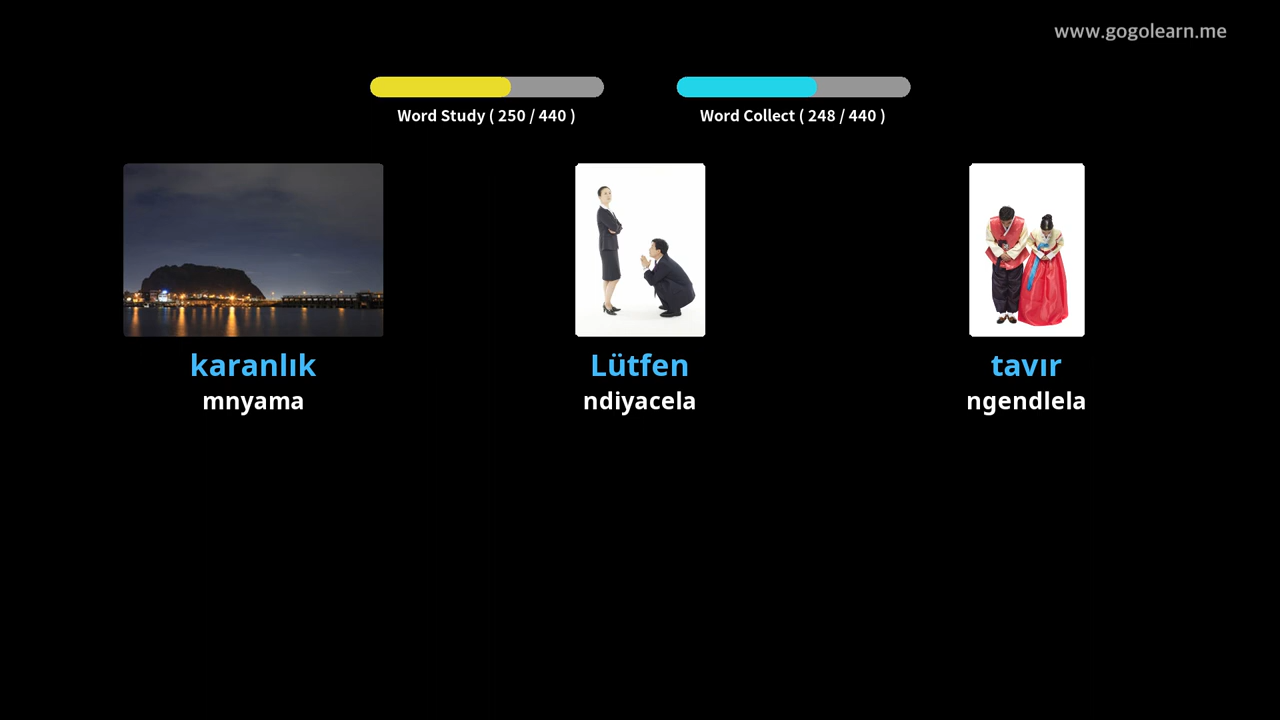 www.gogolearn.me
Word Study ( 250 / 440 )
Word Collect ( 248 / 440 )
karanlık
mnyama
Lütfen
ndiyacela
tavır
ngendlela